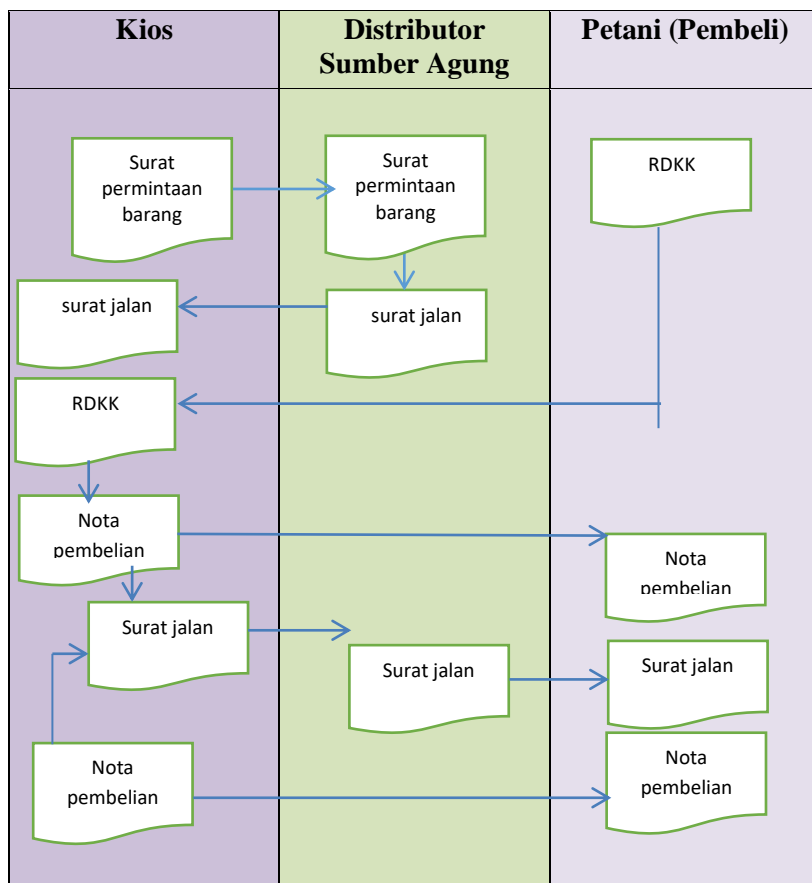 Kios
Distributor
Sumber Agung
Petani (Pembeli)
Surat
permintaan
barang
Surat
permintaan
barang
RDKK
surat jalan
surat jalan
RDKK
Nota
pembelian
Nota
pembelian
Surat jalan
Surat jalan
Surat jalan
Nota
pembelian
Nota
pembelian